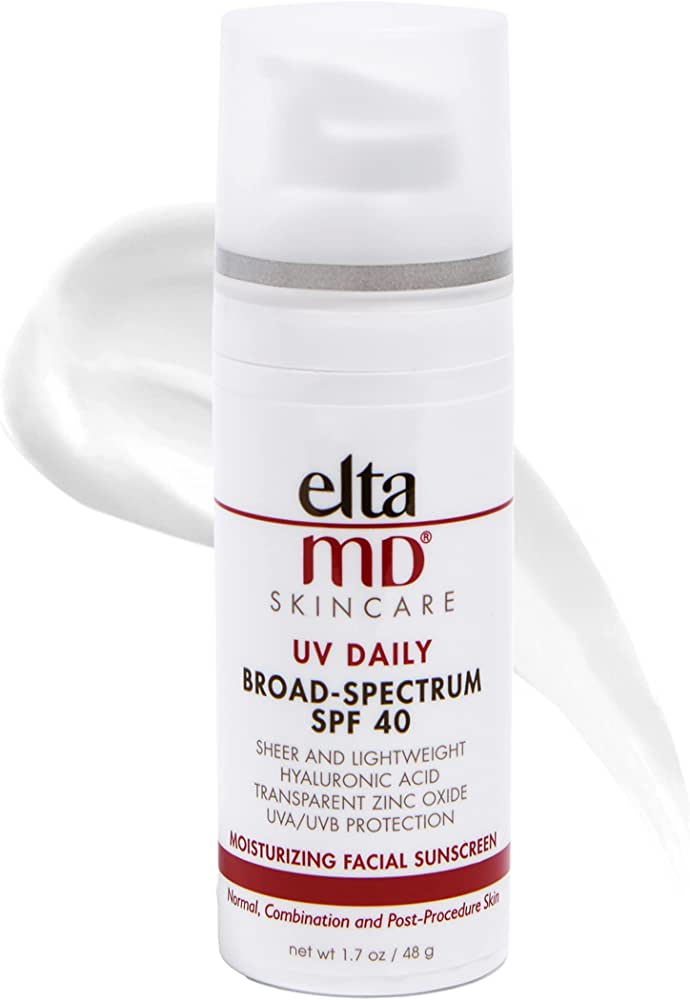 elta
MD®
SKINCARE
UV DAILY
BROAD-SPECTRUM
SPF 40
SHEER AND LIGHTWEIGHT
HYALURONIC ACID
TRANSPARENT ZINC OXIDE
UVA/UVB PROTECTION
MOISTURIZING FACIAL SUNSCREEN
Normal, Combination and Post-Procedure Skin
net wt 1.7 oz / 48 g